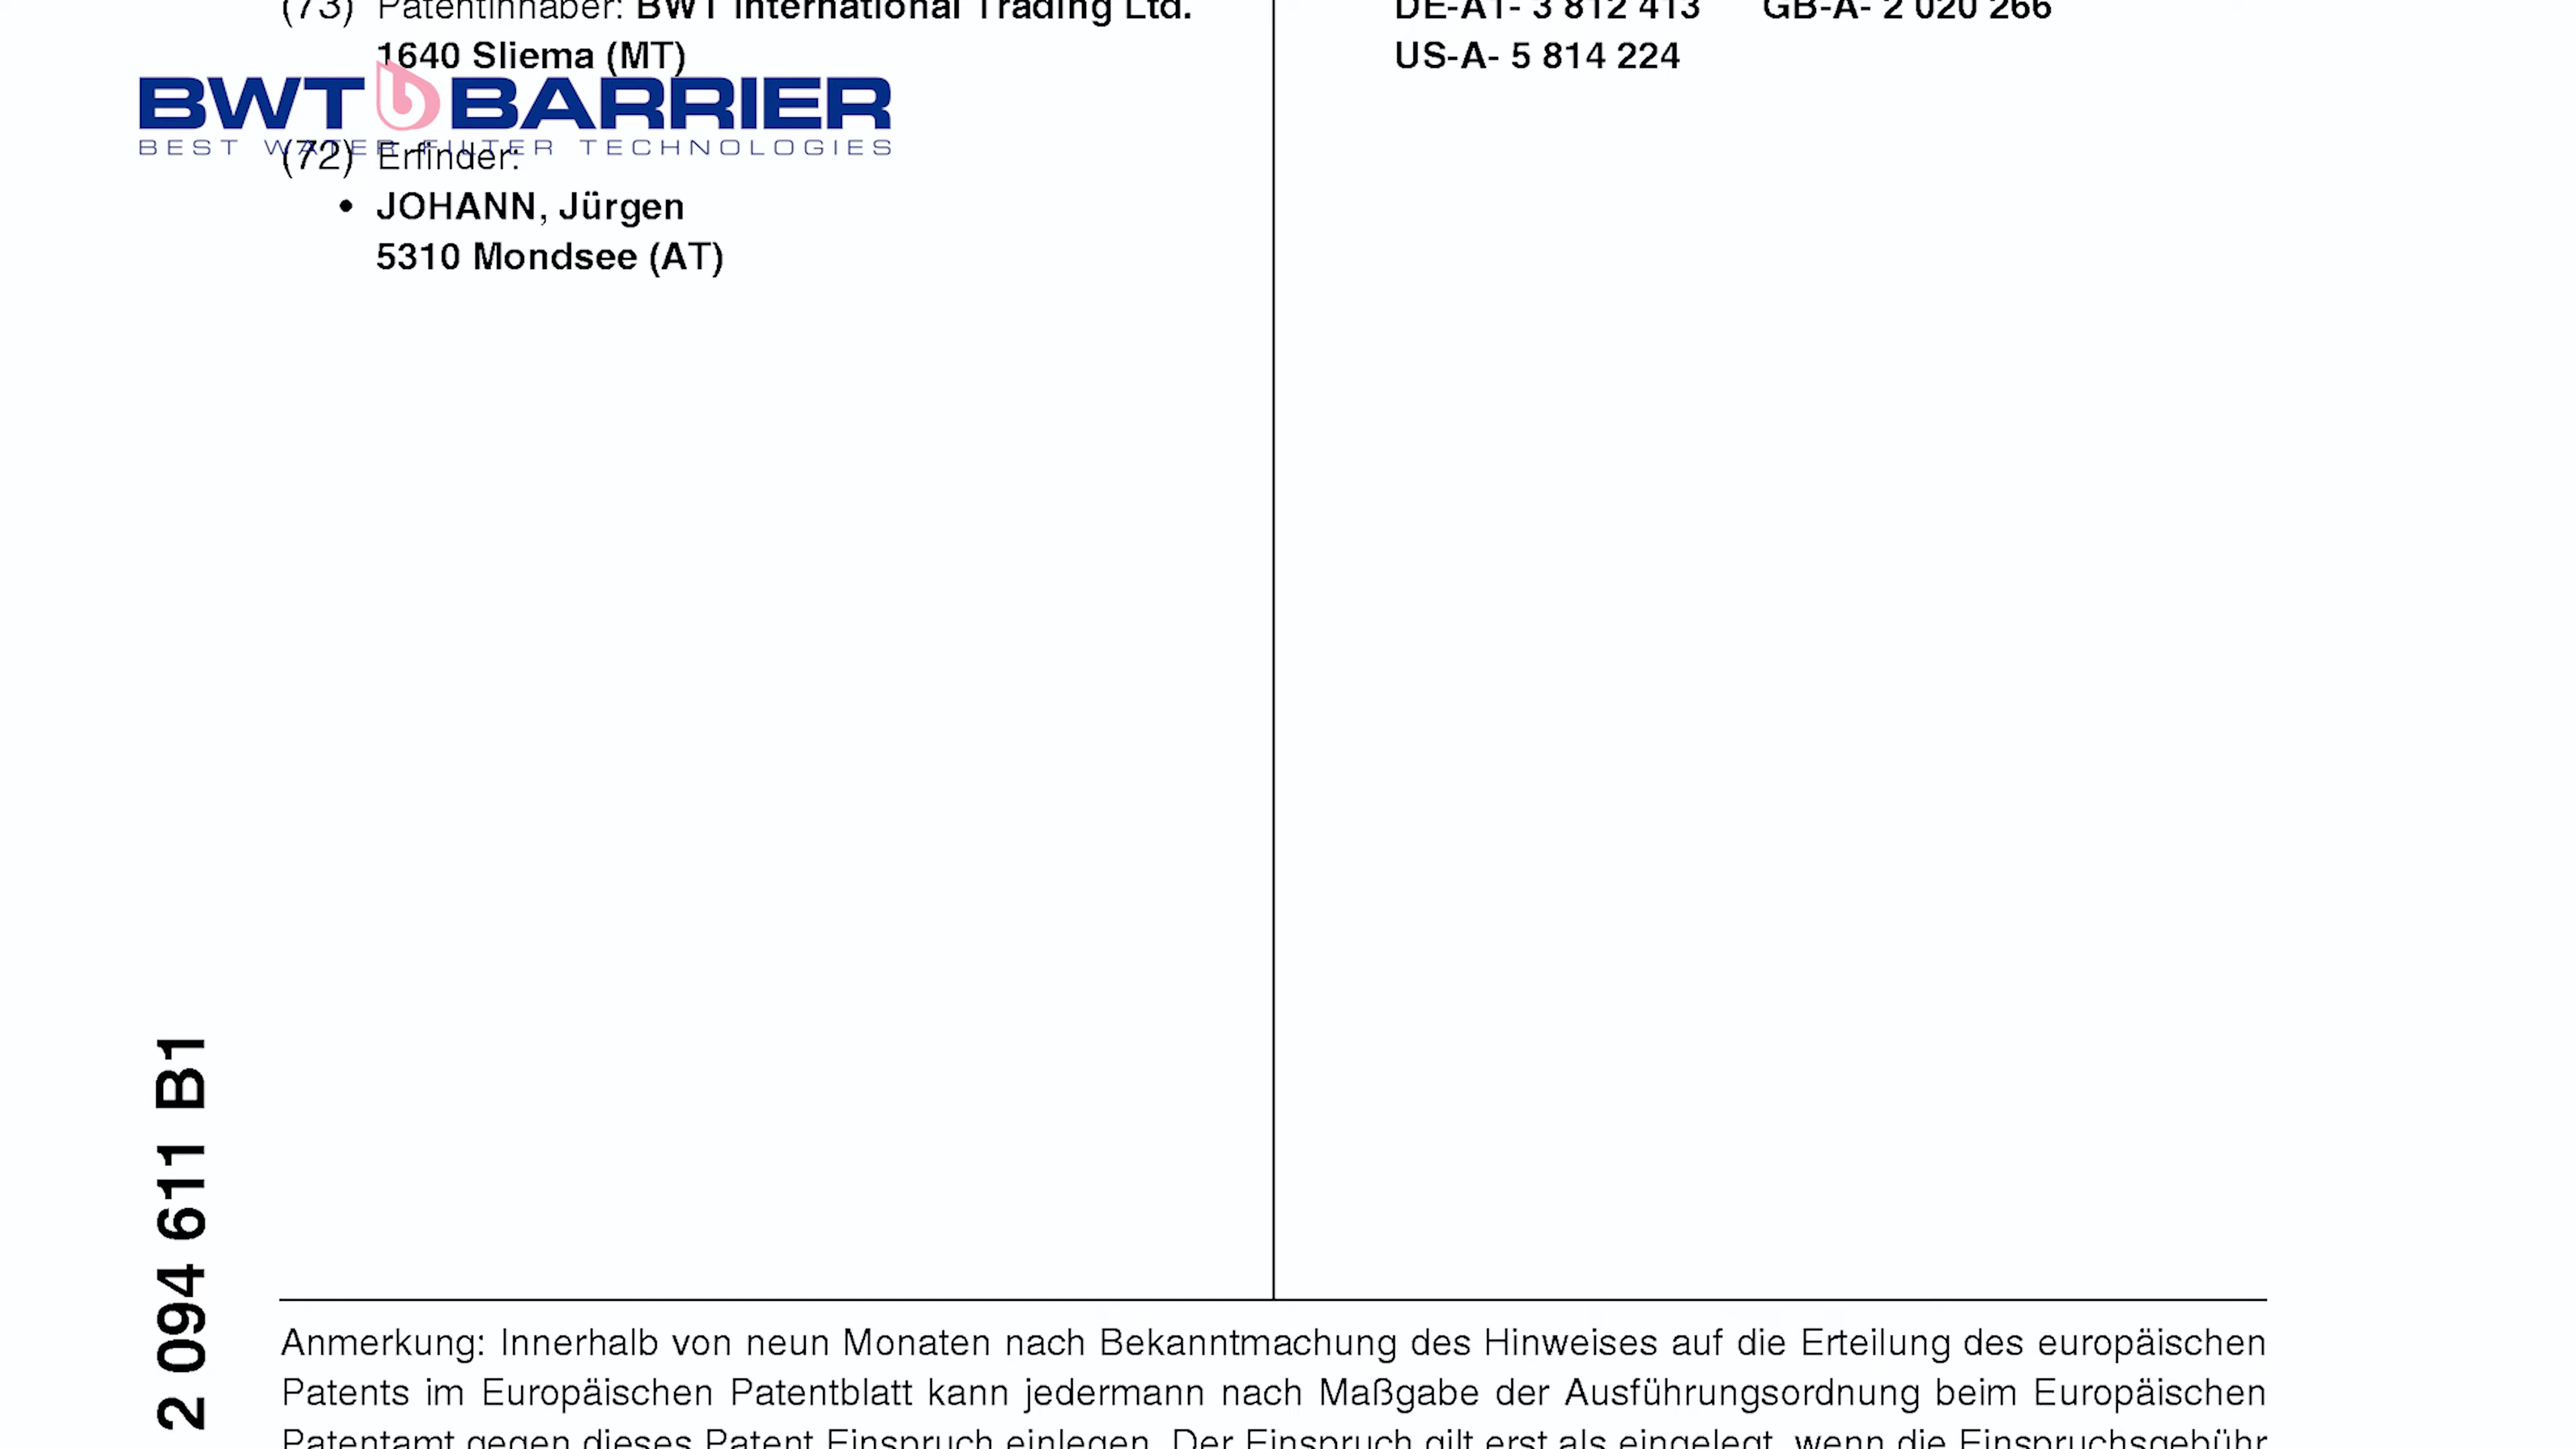 (73) Patentinhaber: BWT International Trading Ltd.
1640 Sliema (MT)
BWT BARRIER
BEST WATER FILTER TECHNOLOGIES
(72) Erfinder:
• JOHANN, Jürgen
5310 Mondsee (AT)
DE-A1- 3 812 413 GB-A- 2 020 266
US-A- 5 814 224
2 094 611 B1
Anmerkung: Innerhalb von neun Monaten nach Bekanntmachung des Hinweises auf die Erteilung des europäischen
Patents im Europäischen Patentblatt kann jedermann nach Maßgabe der Ausführungsordnung beim Europäischen
Patentamt gegen dieses Patent Einspruch einlegen. Der Einspruch gilt erst als eingelegt, wenn die Einspruchsgebühr